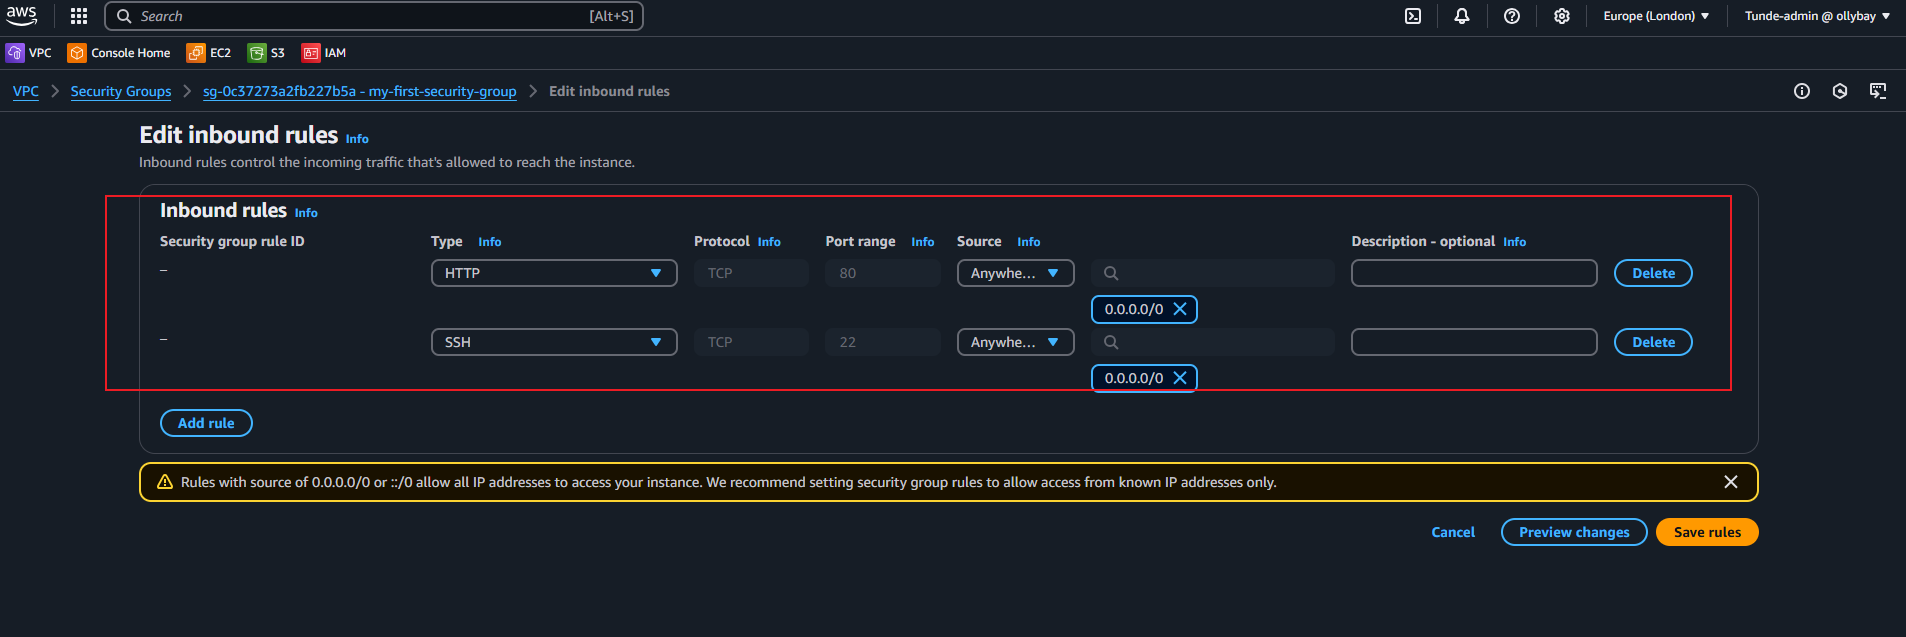 aws
Search [Alt+S]
Europe (London)
Tunde-admin @ ollybay
VPC Console Home EC2 S3 IAM
VPC > Security Groups > sg-0c37273a2fb227b5a - my-first-security-group > Edit inbound rules
Edit inbound rules Info
Inbound rules control the incoming traffic that's allowed to reach the instance.
Inbound rules Info
Security group rule ID Type Info Protocol Info Port range Info Source Info Description - optional Info
– HTTP TCP 80 Anywhe... Delete
0.0.0.0/0
– SSH TCP 22 Anywhe... Delete
0.0.0.0/0
Add rule
Rules with source of 0.0.0.0/0 or ::/0 allow all IP addresses to access your instance. We recommend setting security group rules to allow access from known IP addresses only.
Cancel Preview changes Save rules